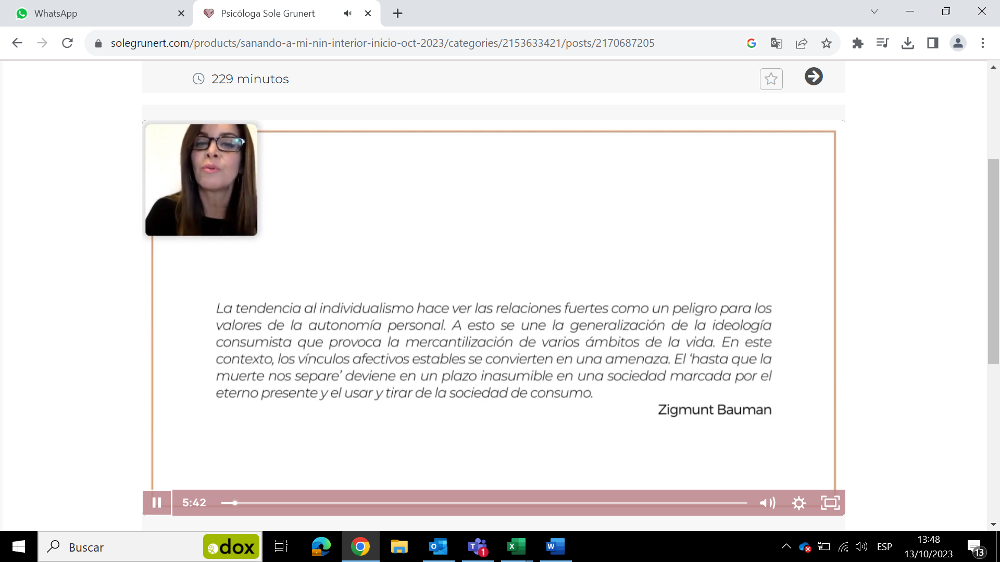 WhatsApp
Psicóloga Sole Grunert
solegrunert.com/products/sanando-a-mi-nin-interior-inicio-oct-2023/categories/2153633421/posts/2170687205
229 minutos
La tendencia al individualismo hace ver las relaciones fuertes como un peligro para los
valores de la autonomía personal. A esto se une la generalización de la ideología
consumista que provoca la mercantilización de varios ámbitos de la vida. En este
contexto, los vínculos afectivos estables se convierten en una amenaza. El ‘hasta que la
muerte nos separe’ deviene en un plazo inasumible en una sociedad marcada por el
eterno presente y el usar y tirar de la sociedad de consumo.
Zigmunt Bauman
5:42
Buscar
dox
1
ESP
13:48
13/10/2023
13